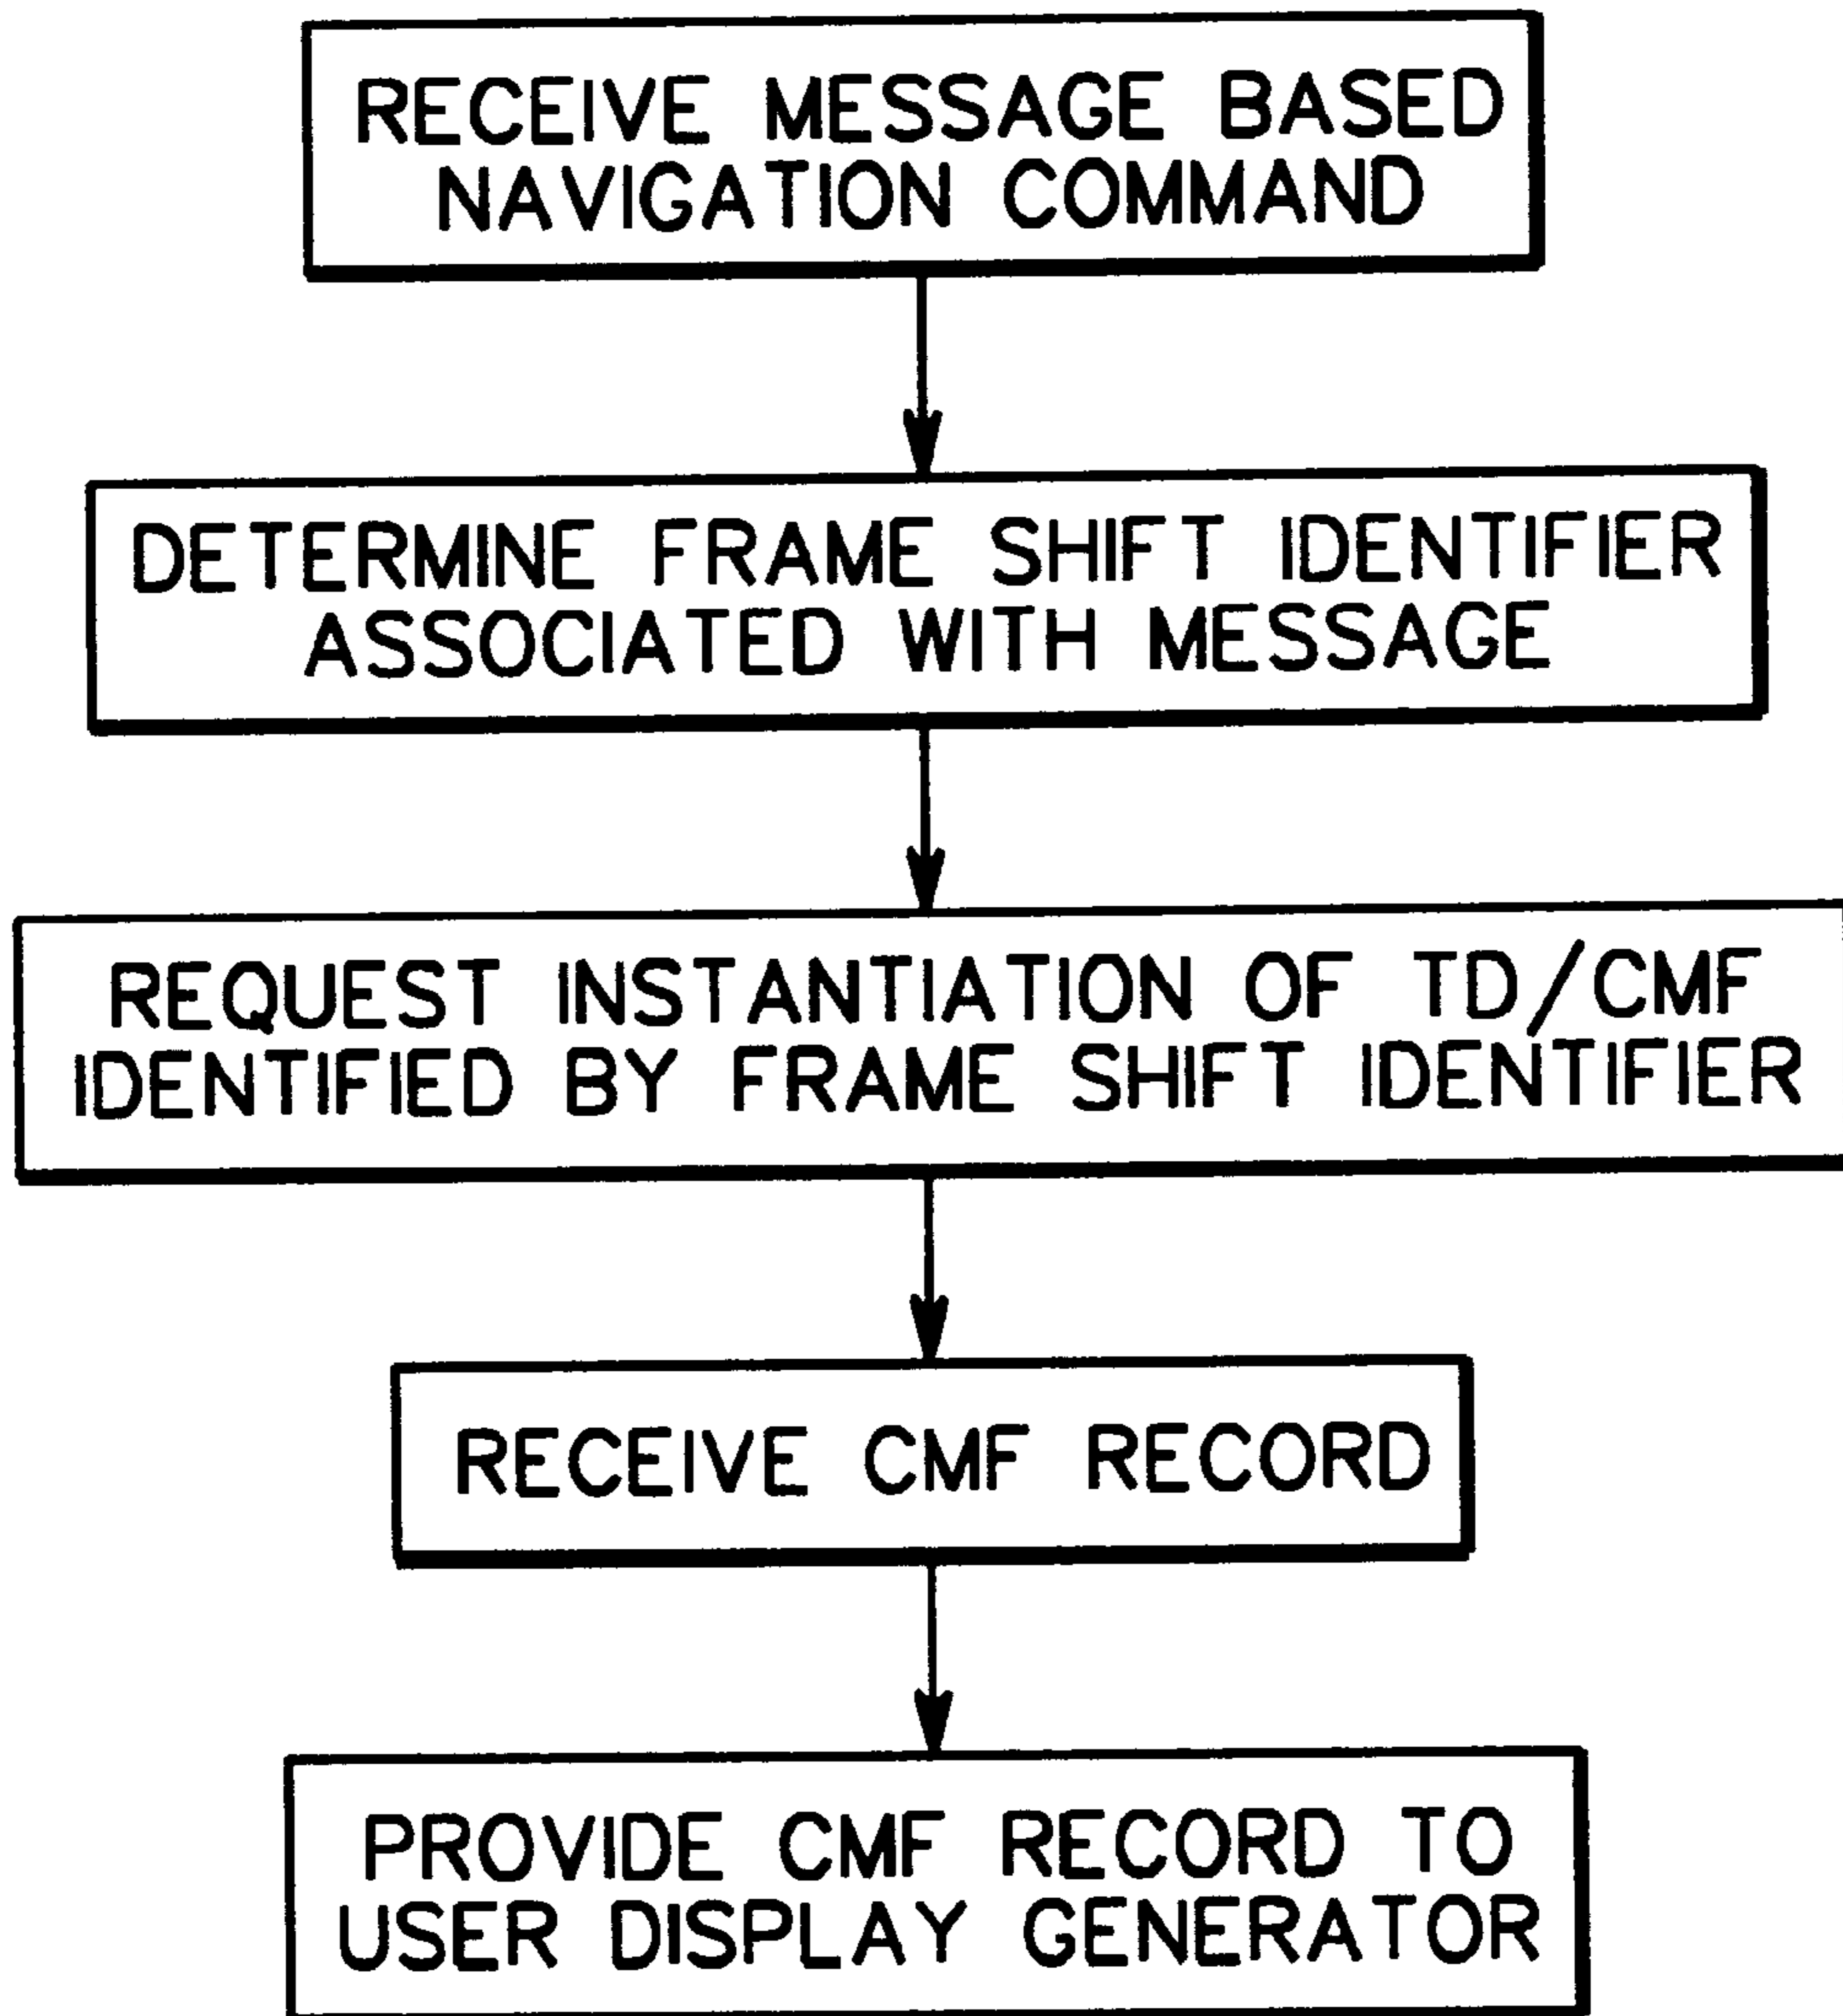 RECEIVE MESSAGE BASED
NAVIGATION COMMAND
DETERMINE FRAME SHIFT IDENTIFIER
ASSOCIATED WITH MESSAGE
REQUEST INSTANTIATION OF TD/CMF
IDENTIFIED BY FRAME SHIFT IDENTIFIER
RECEIVE CMF RECORD
PROVIDE CMF RECORD TO
USER DISPLAY GENERATOR